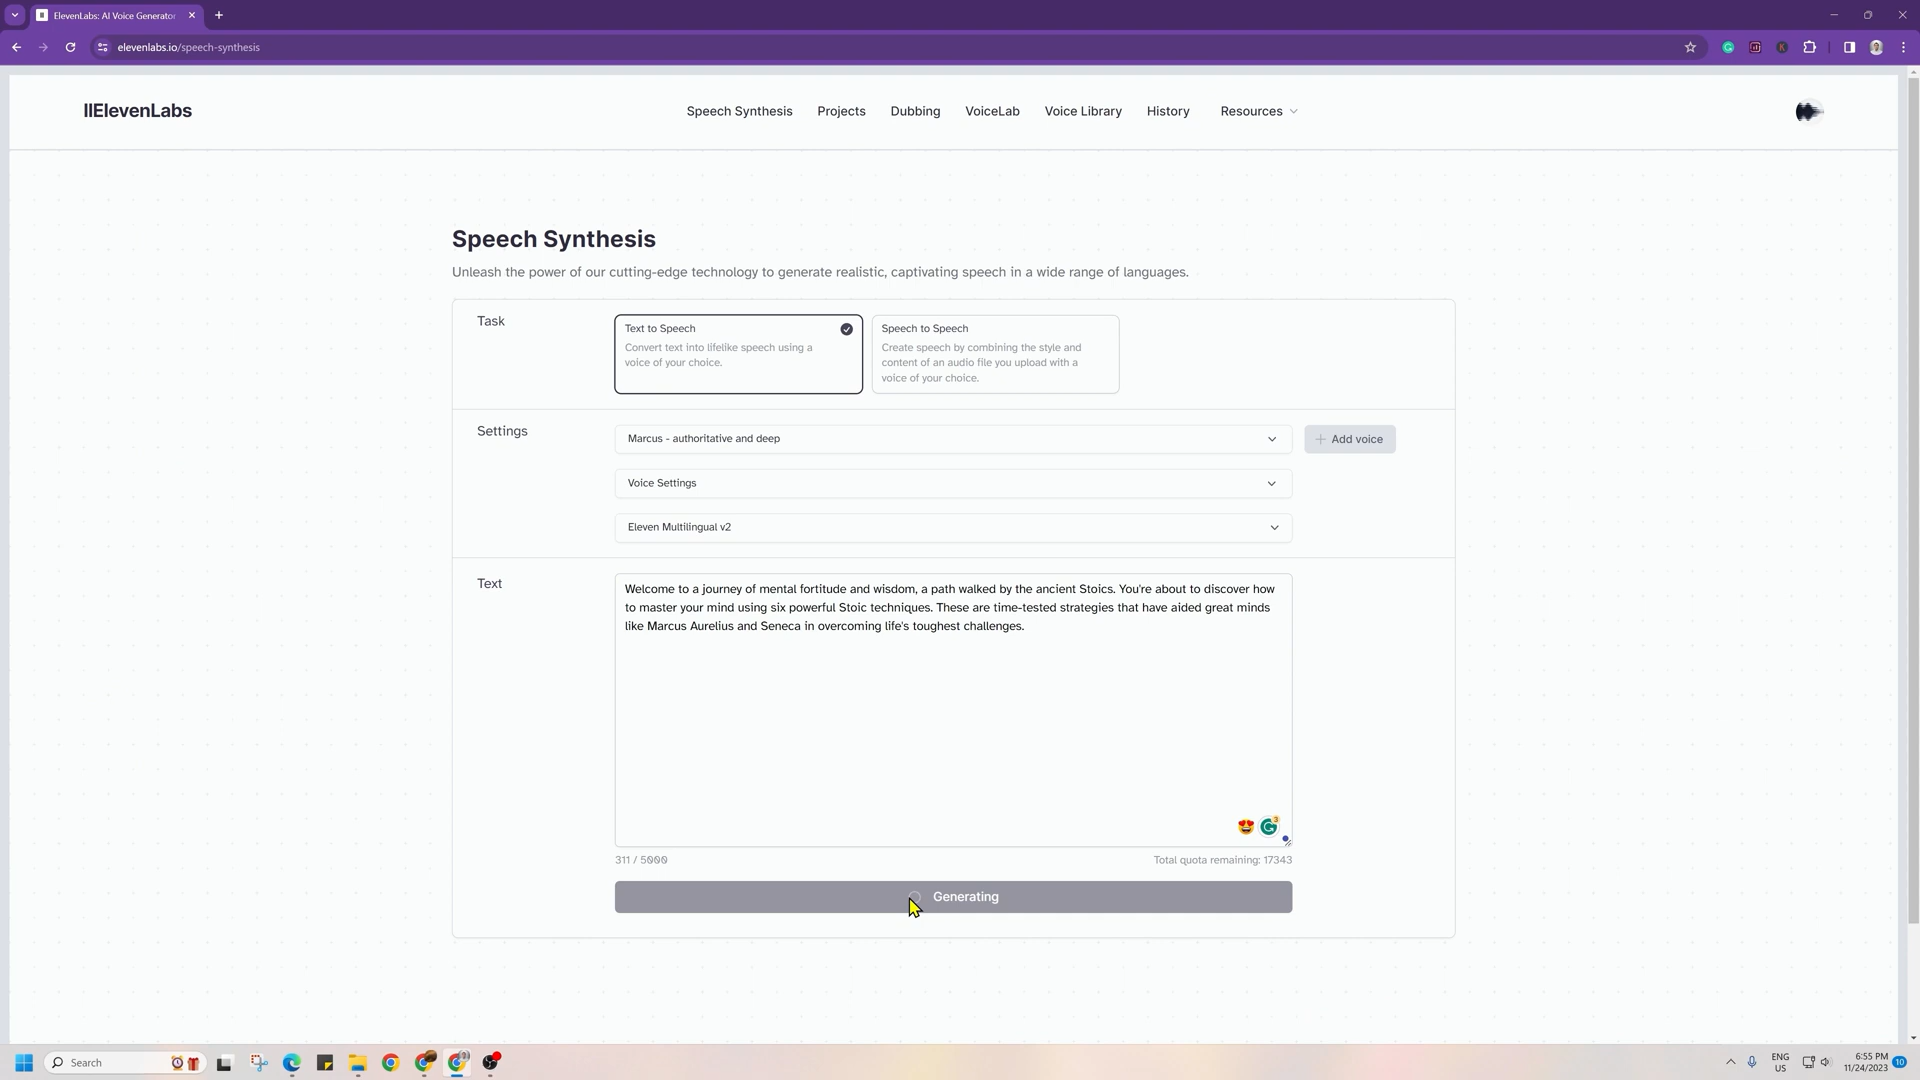 ElevenLabs: AI Voice Generator
elevenlabs.io/speech-synthesis
IIElevenLabs
Speech Synthesis
Projects
Dubbing
VoiceLab
Voice Library
History
Resources
Speech Synthesis
Unleash the power of our cutting-edge technology to generate realistic, captivating speech in a wide range of languages.
Task
Text to Speech
Convert text into lifelike speech using a
voice of your choice.
Speech to Speech
Create speech by combining the style and
content of an audio file you upload with a
voice of your choice.
Settings
Marcus - authoritative and deep
+ Add voice
Voice Settings
Eleven Multilingual v2
Text
Welcome to a journey of mental fortitude and wisdom, a path walked by the ancient Stoics. You're about to discover how
to master your mind using six powerful Stoic techniques. These are time-tested strategies that have aided great minds
like Marcus Aurelius and Seneca in overcoming life's toughest challenges.
3
311 / 5000
Total quota remaining: 17343
Generating
Search
ENG
US
6:55 PM
11/24/2023
10